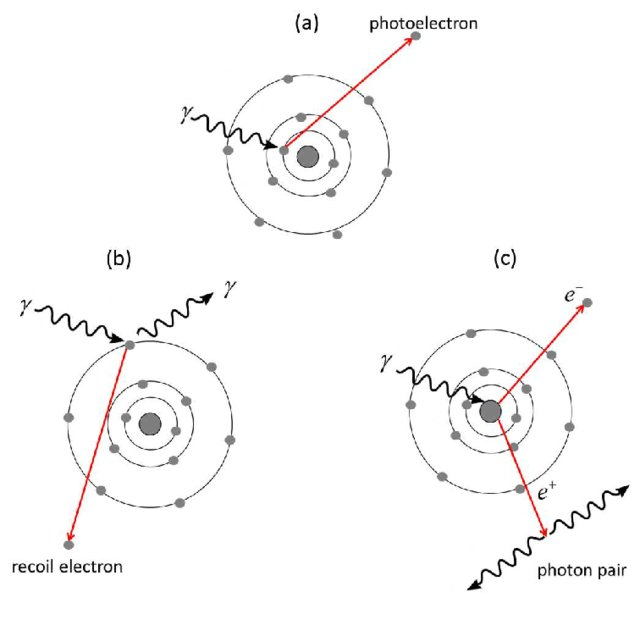 (a)
photoelectron
γ
(b)
(c)
γ
γ
e⁻
γ
e⁺
recoil electron
photon pair